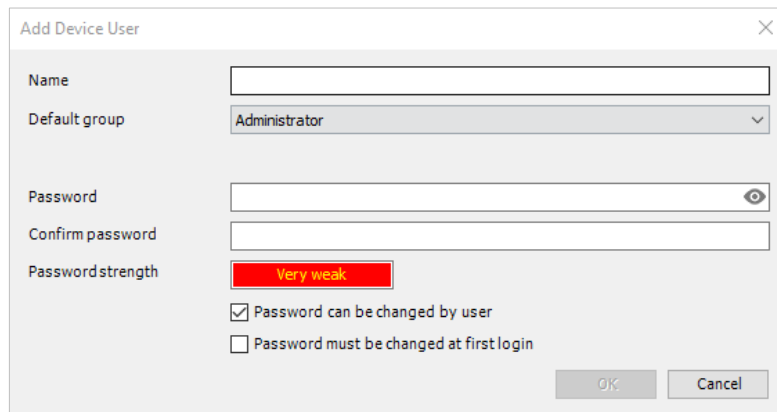 Add Device User
Name
Default group Administrator
Password
Confirm password
Password strength Very weak
Password can be changed by user
Password must be changed at first login
OK Cancel